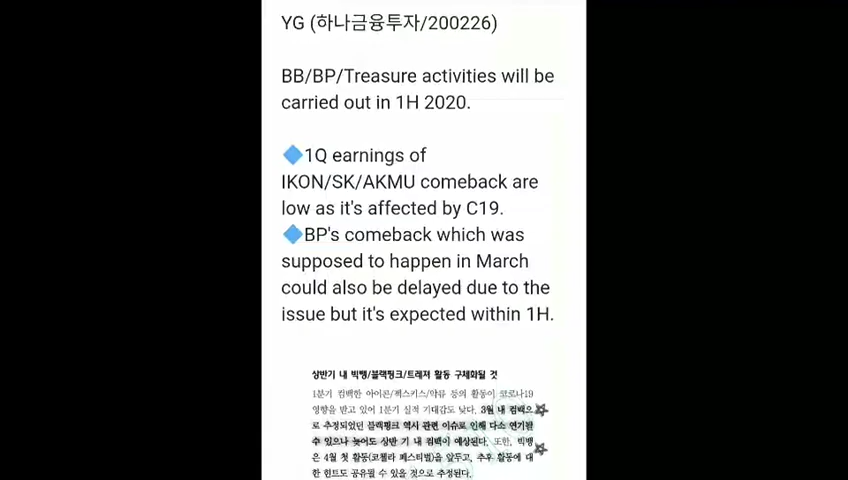 YG (하나금융투자/200226)
BB/BP/Treasure activities will be
carried out in 1H 2020.
🔷1Q earnings of
IKON/SK/AKMU comeback are
low as it's affected by C19.
🔷BP's comeback which was
supposed to happen in March
could also be delayed due to the
issue but it's expected within 1H.
상반기 내 빅뱅/블랙핑크/트레저 활동 구체화될 것
1분기 컴백한 아이콘/젝스키스/악뮤 등의 활동이 코로나19
영향을 받고 있어 1분기 실적 기대감도 낮다. 3월 내 컴백으
로 추정되었던 블랙핑크 역시 관련 이슈로 인해 다소 연기될
수 있으나 늦어도 상반 기 내 컴백이 예상된다. 또한, 빅뱅
은 4월 첫 활동(코첼라 페스티벌)을 앞두고, 추후 활동에 대
한 힌트도 공유될 수 있을 것으로 추정된다.